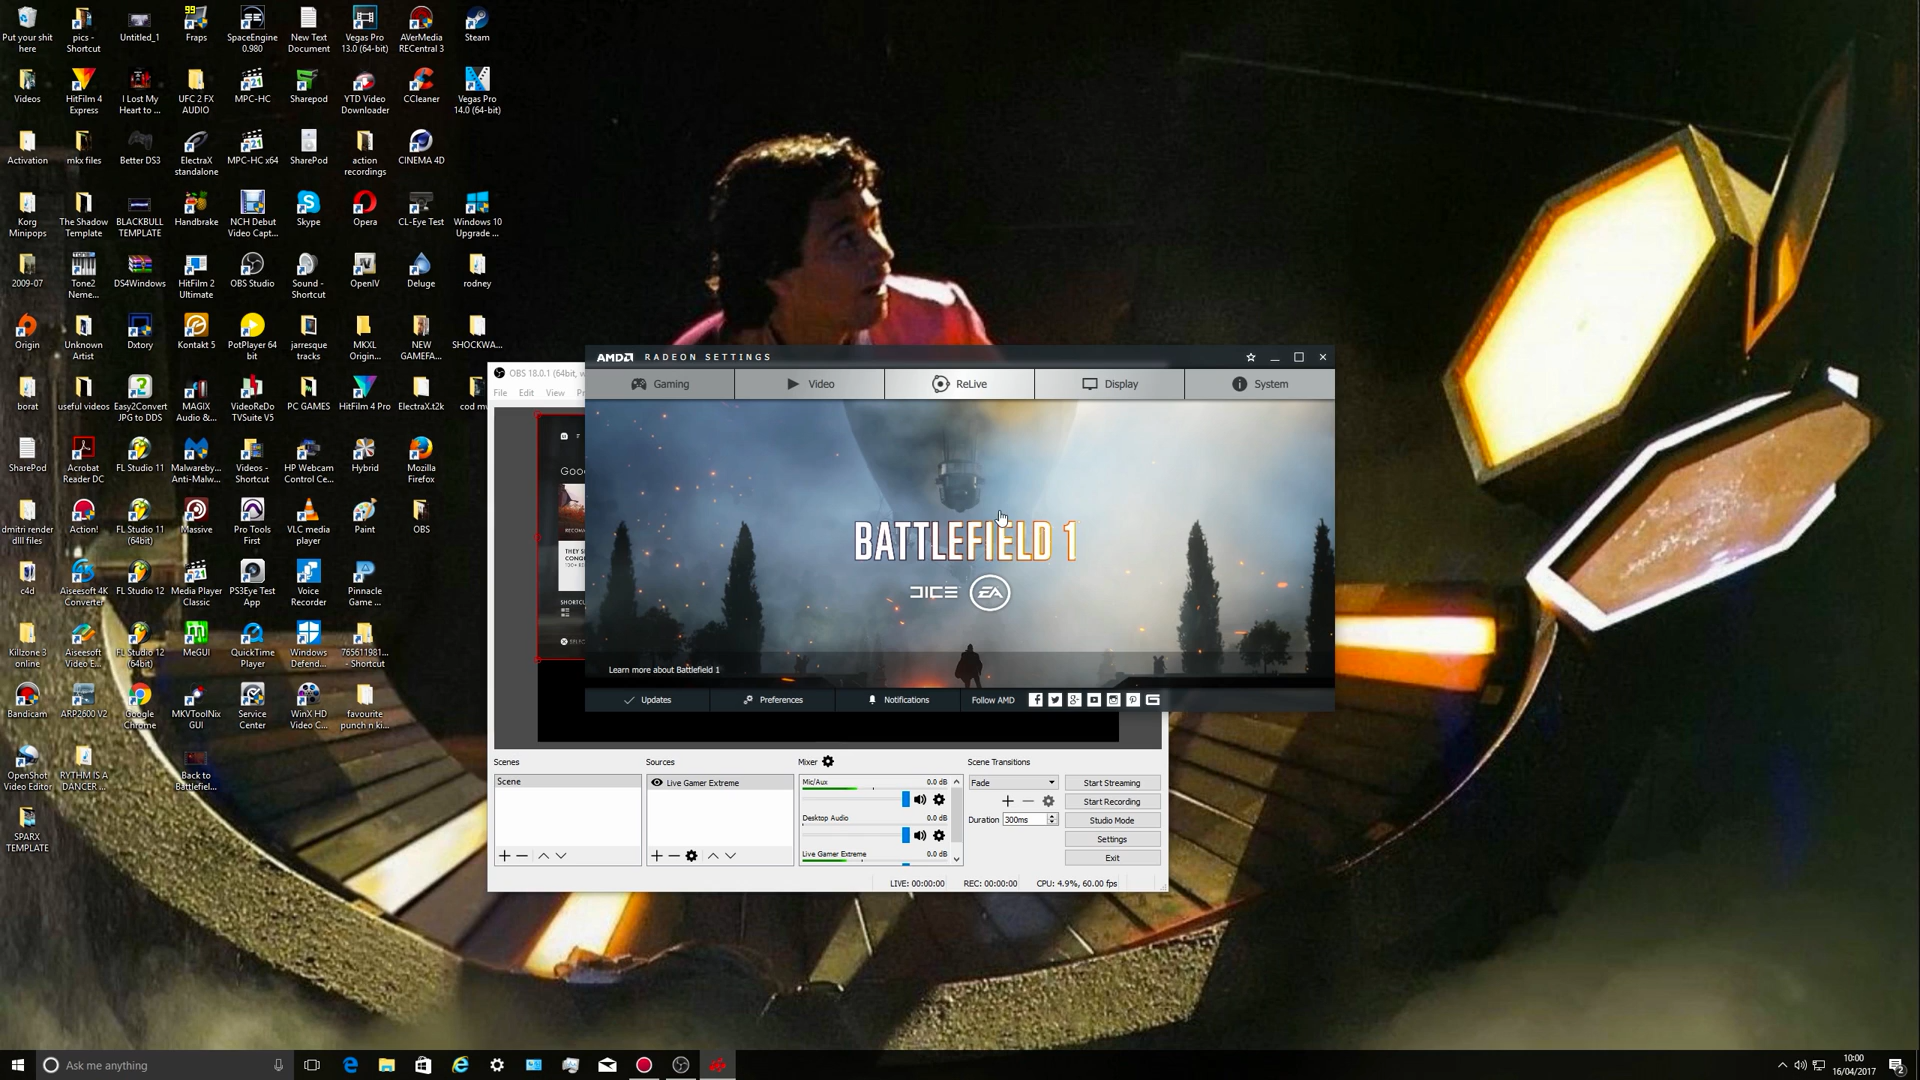 Put your shit here
pics - Shortcut
Untitled_1
99
Fraps
SpaceEngine 0.980
New Text Document
Vegas Pro 13.0 (64-bit)
AVerMedia RECentral 3
Steam
Videos
HitFilm 4 Express
I Lost My Heart to ...
UFC 2 FX AUDIO
MPC-HC
Sharepod
YTD Video Downloader
CCleaner
Vegas Pro 14.0 (64-bit)
Activation
mkx files
Better DS3
ElectraX standalone
MPC-HC x64
SharePod
action recordings
CINEMA 4D
Korg Minipops
The Shadow Template
BLACKBULL TEMPLATE
Handbrake
NCH Debut Video Capt...
Skype
Opera
CL-Eye Test
Windows 10 Upgrade ...
2009-07
Tone2 Neme...
DS4Windows
HitFilm 2 Ultimate
OBS Studio
Sound - Shortcut
OpenIV
Deluge
rodney
Origin
Unknown Artist
Dxtory
Kontakt 5
PotPlayer 64 bit
jarresque tracks
MKXL Origin...
NEW GAMEFA...
SHOCKWA...
borat
useful videos
Easy2Convert JPG to DDS
MAGIX Audio &...
VideoReDo TVSuite V5
PC GAMES
HitFilm 4 Pro
ElectraX.t2k
cod m
SharePod
Acrobat Reader DC
FL Studio 11
Malwareby... Anti-Malw...
Videos - Shortcut
HP Webcam Control Ce...
Hybrid
Mozilla Firefox
dmitri render dlll files
Action!
FL Studio 11 (64bit)
Massive
Pro Tools First
VLC media player
Paint
OBS
c4d
Aiseesoft 4K Converter
FL Studio 12
Media Player Classic
PS3Eye Test App
Voice Recorder
Pinnacle Game ...
Killzone 3 online
Aiseesoft Video E...
FL Studio 12 (64bit)
MeGUI
QuickTime Player
Windows Defend...
765611981... - Shortcut
Bandicam
ARP2600 V2
Google Chrome
MKVToolNix GUI
Service Center
WinX HD Video C...
favourite punch n ki...
OpenShot Video Editor
RYTHM IS A DANCER ...
Back to Battlefiel...
SPARX TEMPLATE
OBS 18.0.1 (64bit, w
File Edit View Pr
AMD RADEON SETTINGS
Gaming Video ReLive Display System
BATTLEFIELD 1
DICE EA
Learn more about Battlefield 1
Updates Preferences Notifications Follow AMD
Goo
RECOMM
THEY S
CONQU
SHORTCU
SELEC
Scenes Sources Mixer Scene Transitions
Scene
Live Gamer Extreme
Mic/Aux 0.0 dB
Desktop Audio 0.0 dB
Live Gamer Extreme 0.0 dB
Fade
Duration 300ms
Start Streaming
Start Recording
Studio Mode
Settings
Exit
LIVE: 00:00:00 REC: 00:00:00 CPU: 4.9%, 60.00 fps
Ask me anything
10:00
16/04/2017
2